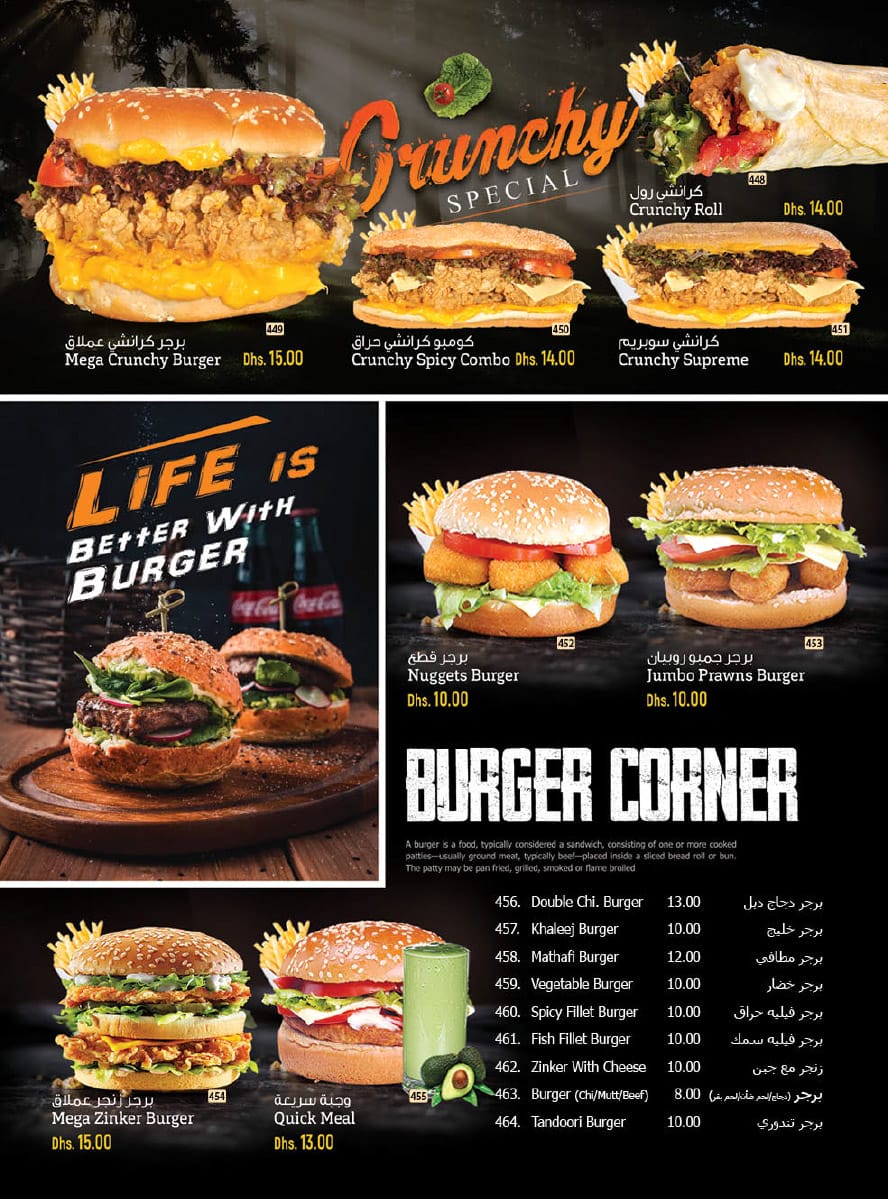 Crunchy
SPECIAL
448
كرانشي رول
Crunchy Roll
Dhs. 14.00
449
برجر كرانشي عملاق
Mega Crunchy Burger
Dhs. 15.00
450
كومبو كرانشي حراق
Crunchy Spicy Combo
Dhs. 14.00
451
كرانشي سوبريم
Crunchy Supreme
Dhs. 14.00
LIFE IS
BETTER WITH
BURGER
Coca-Cola
Coca-Cola
452
برجر قطع
Nuggets Burger
Dhs. 10.00
453
برجر جمبو روبيان
Jumbo Prawns Burger
Dhs. 10.00
BURGER CORNER
A burger is a food, typically considered a sandwich, consisting of one or more cooked
patties—usually ground meat, typically beef—placed inside a sliced bread roll or bun.
The patty may be pan fried, grilled, smoked or flame broiled
454
برجر زنجر عملاق
Mega Zinker Burger
Dhs. 15.00
455
وجبة سريعة
Quick Meal
Dhs. 13.00
456. Double Chi. Burger 13.00 برجر دجاج دبل
457. Khaleej Burger 10.00 برجر خليج
458. Mathafi Burger 12.00 برجر مطافي
459. Vegetable Burger 10.00 برجر خضار
460. Spicy Fillet Burger 10.00 برجر فيليه حراق
461. Fish Fillet Burger 10.00 برجر فيليه سمك
462. Zinker With Cheese 10.00 زنجر مع جبن
463. Burger (Chi/Mutt/Beef) 8.00 برجر (دجاج/لحم ضأن/لحم بقر)
464. Tandoori Burger 10.00 برجر تندوري